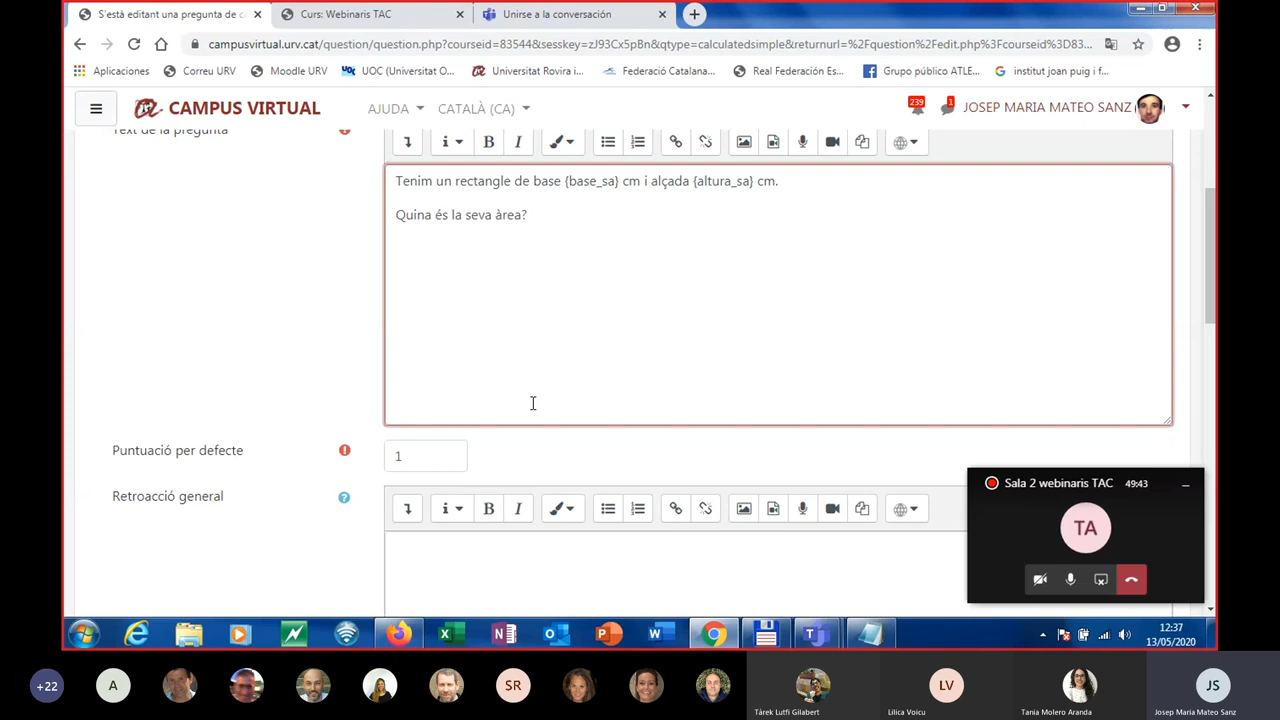 S'està editant una pregunta de c
Curs: Webinaris TAC
Unirse a la conversación
campusvirtual.urv.cat/question/question.php?courseid=83544&sesskey=zJ93Cx5pBn&qtype=calculatedsimple&returnurl=%2Fquestion%2Fedit.php%3Fcourseid%3D83...
Aplicaciones
Correu URV
Moodle URV
UOC (Universitat O...
Universitat Rovira i...
Federació Catalana...
Real Federación Es...
Grupo público ATLE...
institut joan puig i f...
CAMPUS VIRTUAL
AJUDA
CATALÀ (CA)
239
1
JOSEP MARIA MATEO SANZ
Text de la pregunta
Tenim un rectangle de base {base_sa} cm i alçada {altura_sa} cm.
Quina és la seva àrea?
Puntuació per defecte
1
Retroacció general
Sala 2 webinaris TAC
49:43
TA
12:37
13/05/2020
+22
A
SR
LV
JS
Tárek Lutfi Gilabert
Lilica Voicu
Tania Molero Aranda
Josep Maria Mateo Sanz